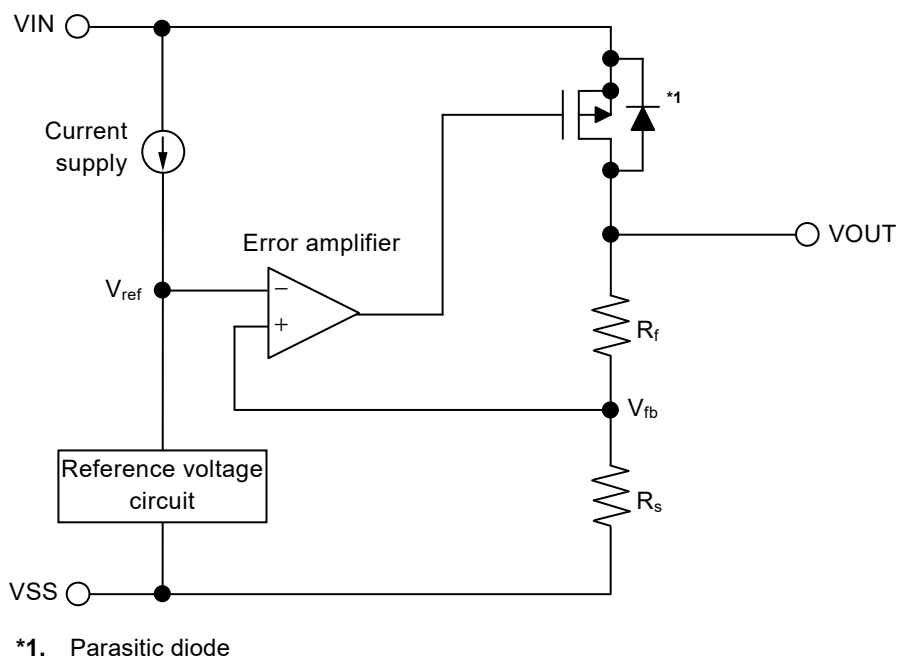 VIN
*1
Current
supply
Error amplifier
VOUT
Vref
−
+
Rf
Vfb
Reference voltage
circuit
Rs
VSS
*1. Parasitic diode